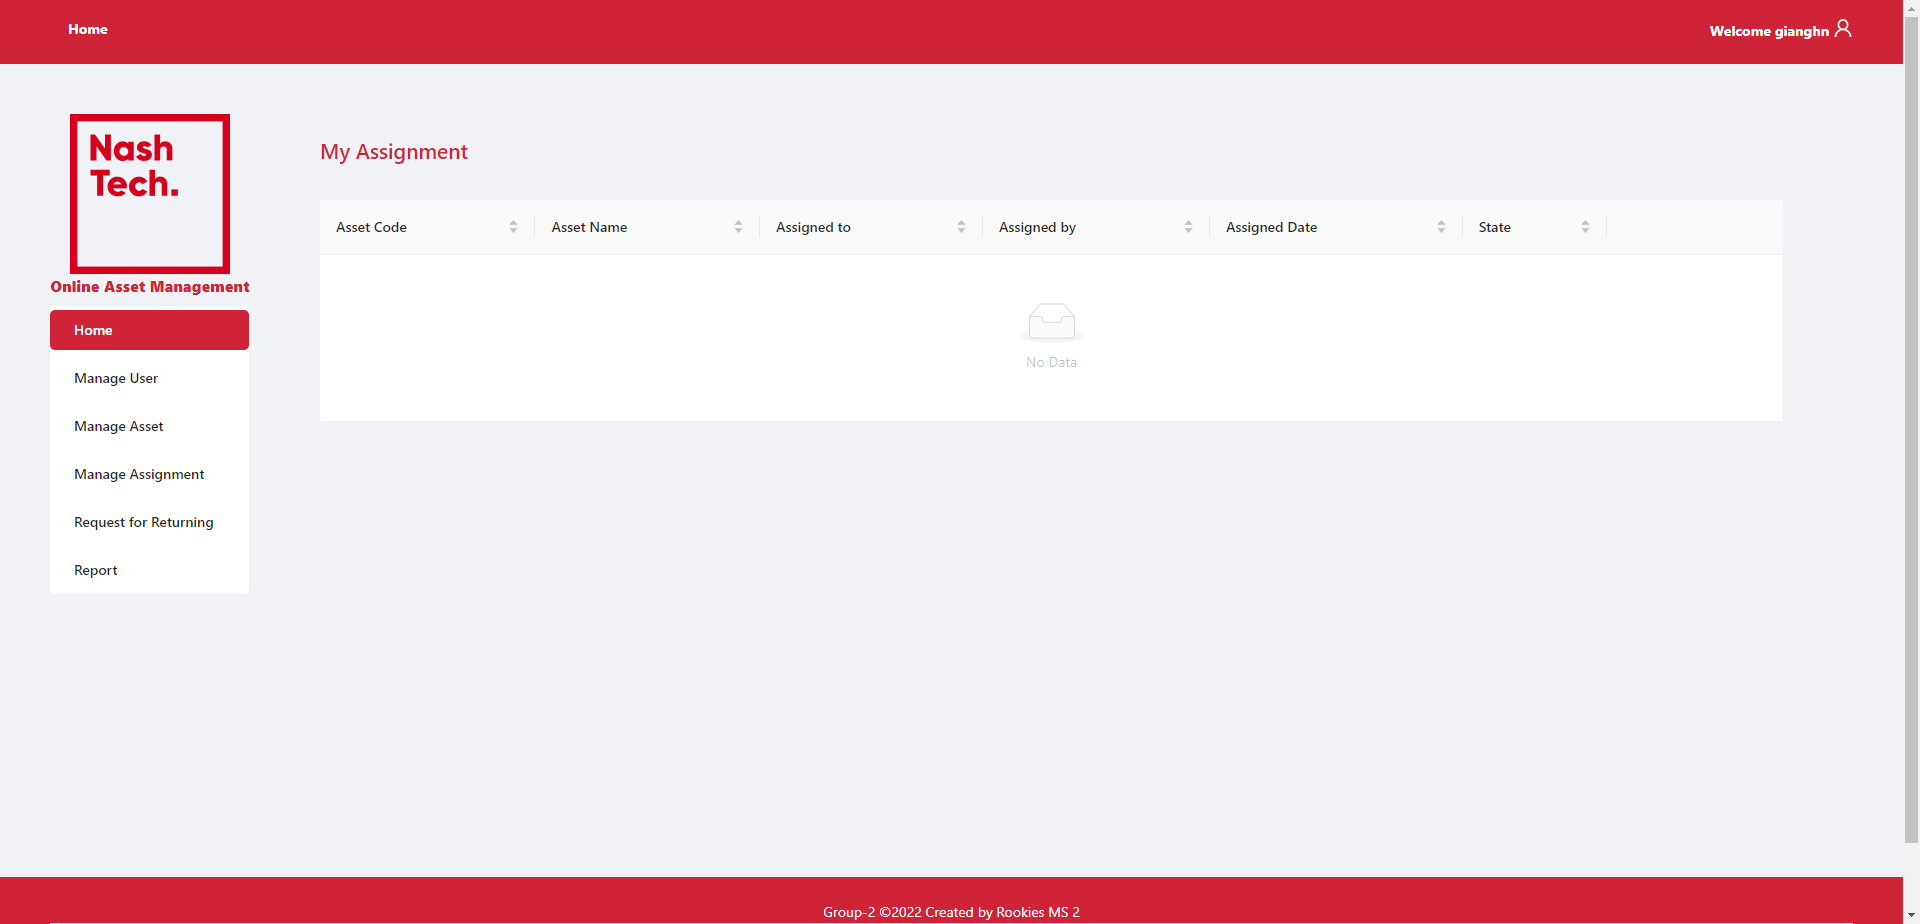 Home
Welcome gianghn
Nash
Tech.
Online Asset Management
Home
Manage User
Manage Asset
Manage Assignment
Request for Returning
Report
My Assignment
Asset Code Asset Name Assigned to Assigned by Assigned Date State
No Data
Group-2 ©2022 Created by Rookies MS 2